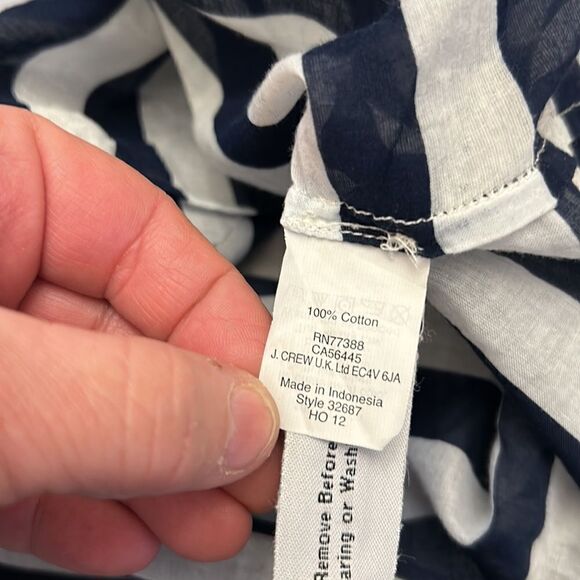 100% Cotton
RN77388
CA56445
J. CREW U.K. Ltd EC4V 6JA
Made in Indonesia
Style 32687
HO 12
Remove Before
aring or Wash